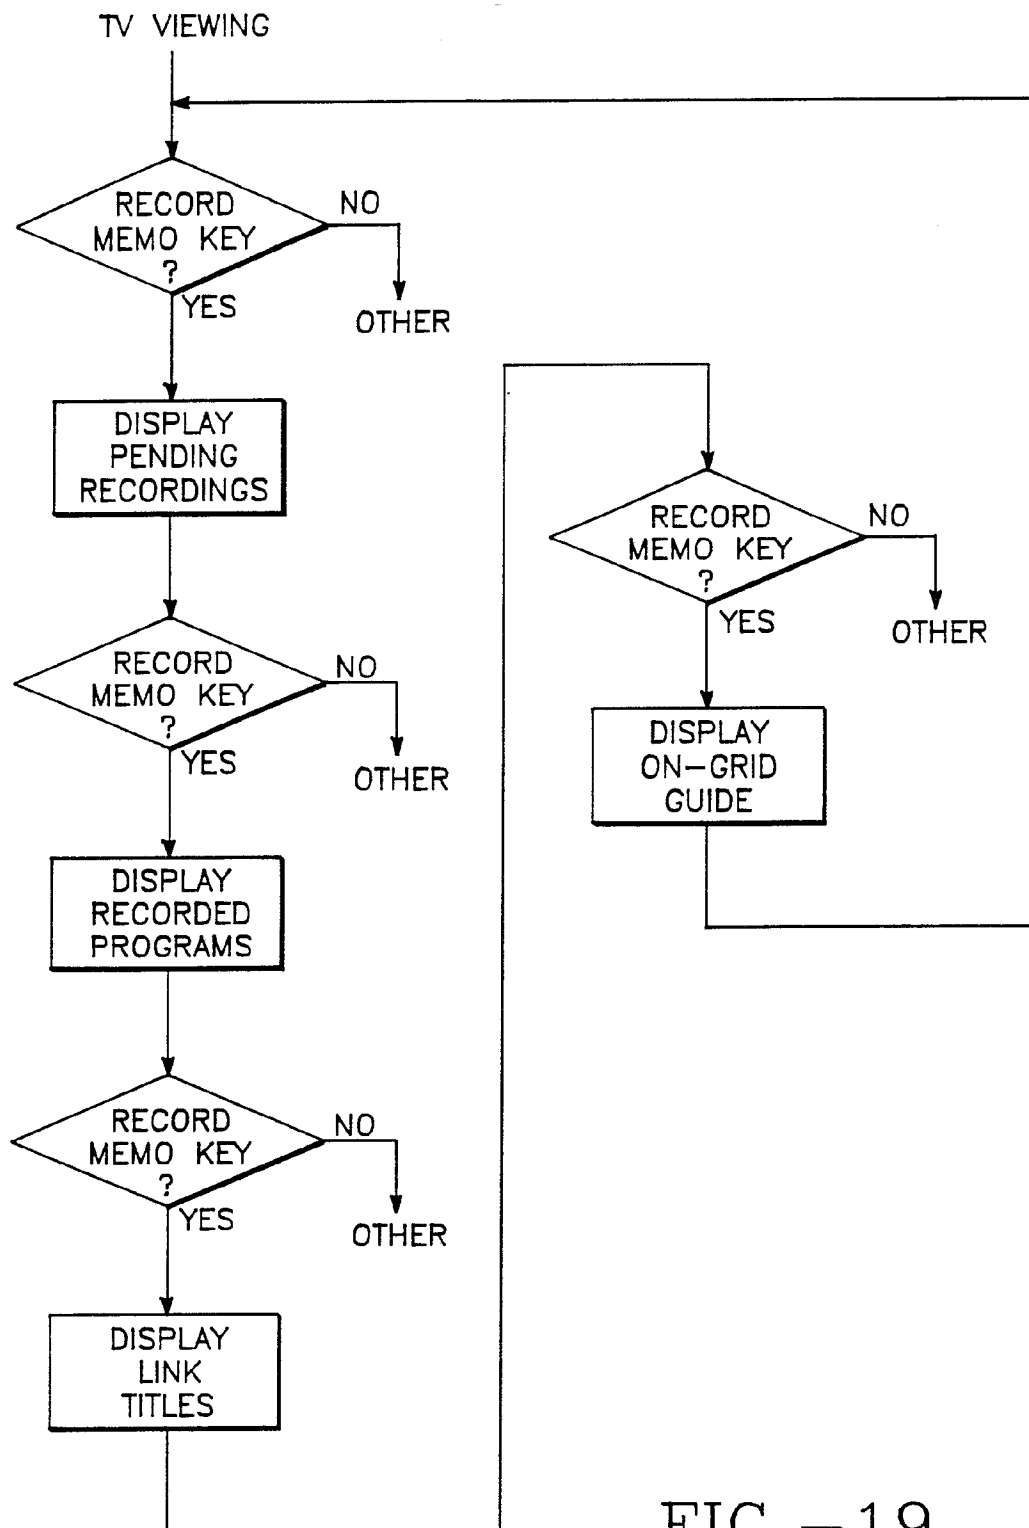 TV VIEWING
RECORD
MEMO KEY
?
NO
YES
OTHER
DISPLAY
PENDING
RECORDINGS
RECORD
MEMO KEY
?
NO
YES
OTHER
DISPLAY
RECORDED
PROGRAMS
RECORD
MEMO KEY
?
NO
YES
OTHER
DISPLAY
LINK
TITLES
RECORD
MEMO KEY
?
NO
YES
OTHER
DISPLAY
ON-GRID
GUIDE
FIG.-19